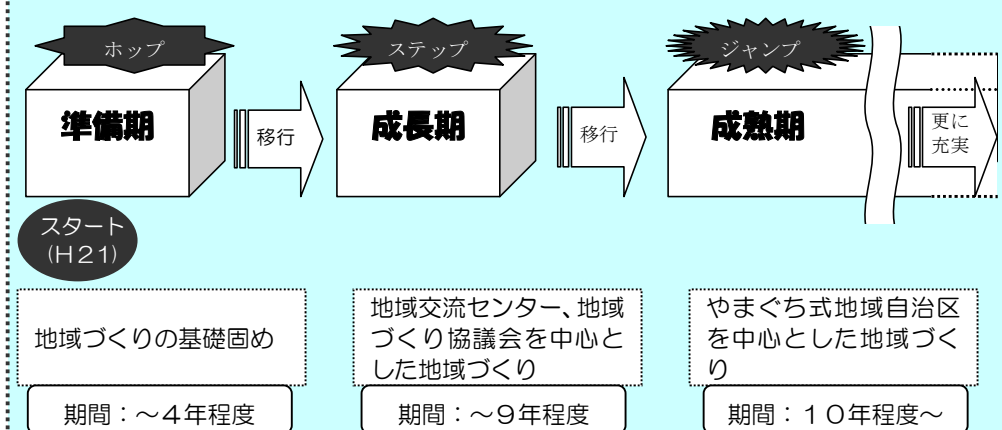 ホップ
ステップ
ジャンプ
準備期
移行
成長期
移行
成熟期
更に
充実
スタート
(H21)
地域づくりの基礎固め
地域交流センター、地域
づくり協議会を中心と
した地域づくり
やまぐち式地域自治区
を中心とした地域づく
り
期間：～4年程度
期間：～9年程度
期間：10年程度～